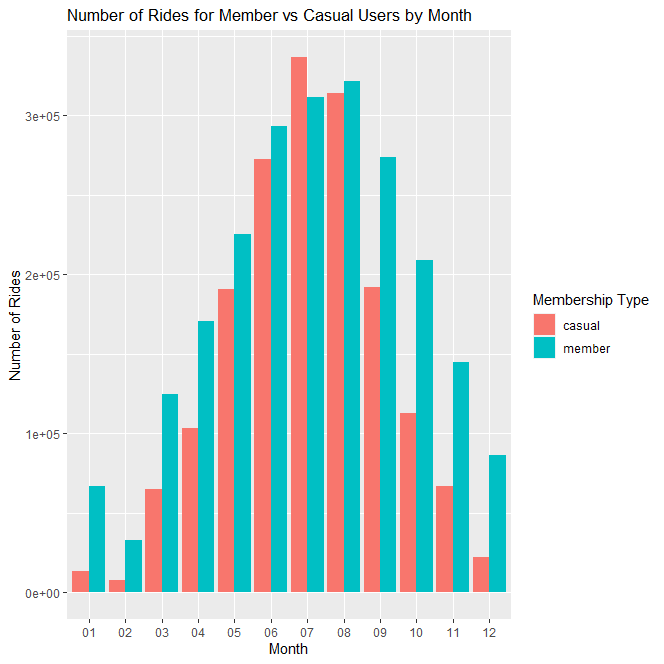 Number of Rides for Member vs Casual Users by Month
Number of Rides
3e+05
2e+05
1e+05
0e+00
01 02 03 04 05 06 07 08 09 10 11 12
Month
Membership Type
casual
member